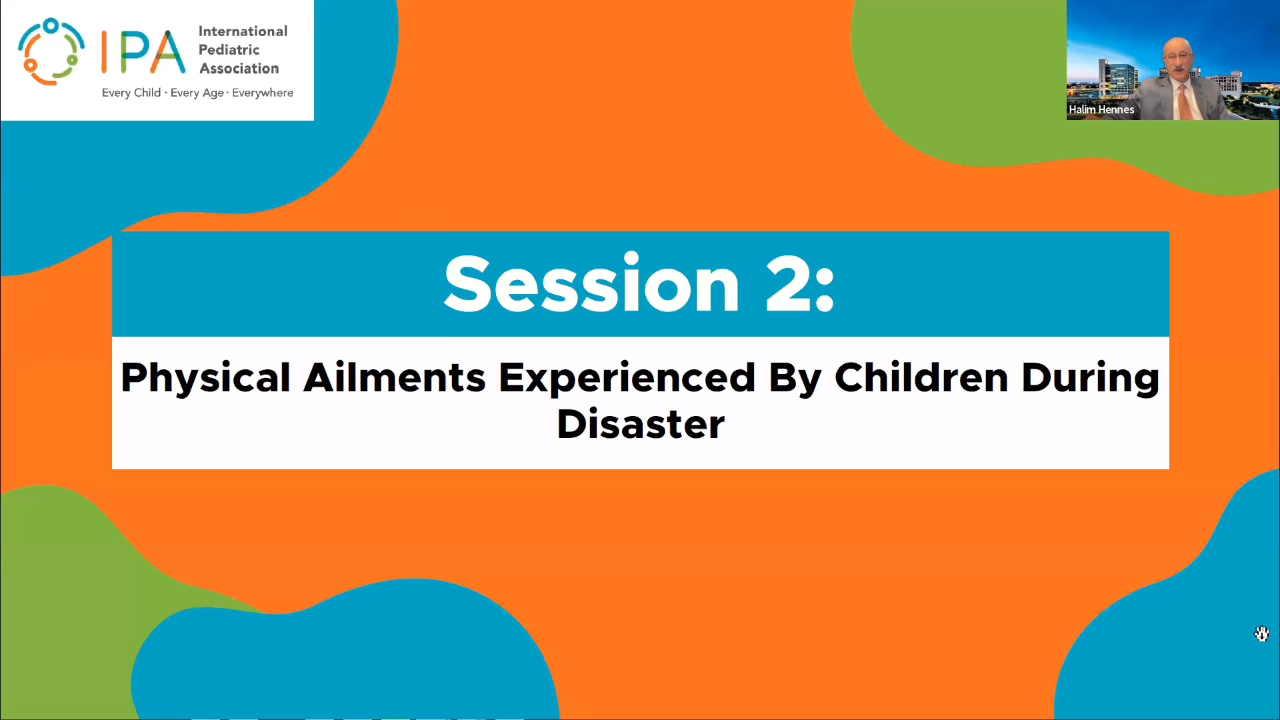 IPA
International
Pediatric
Association
Every Child · Every Age · Everywhere
Halim Hennes
Session 2:
Physical Ailments Experienced By Children During
Disaster